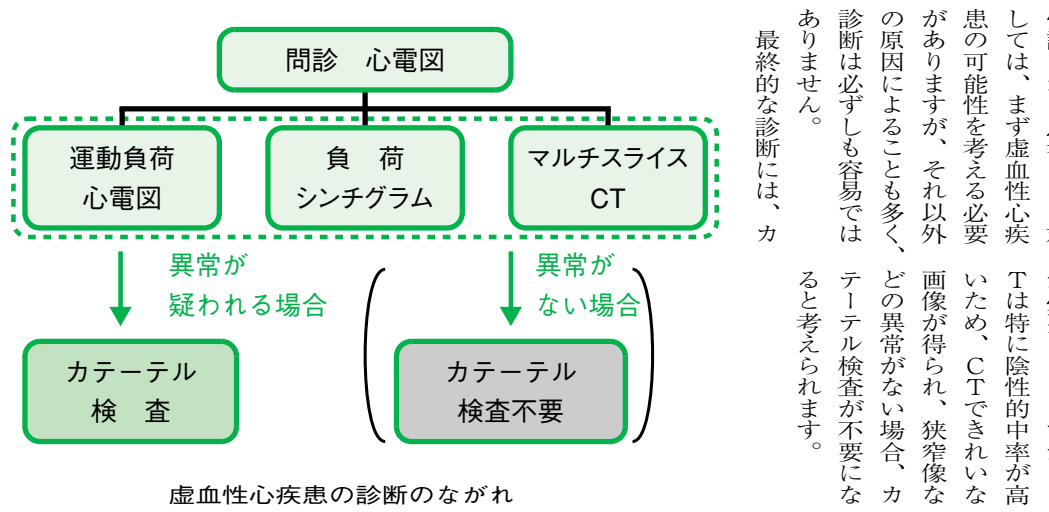 問診　心電図
運動負荷
心電図
負　荷
シンチグラム
マルチスライス
CT
異常が
疑われる場合
異常が
ない場合
カテーテル
検　査
カテーテル
検査不要
虚血性心疾患の診断のながれ
しては、まず虚血性心疾
患の可能性を考える必要
がありますが、それ以外
の原因によることも多く、
診断は必ずしも容易では
ありません。
最終的な診断には、カ
Tは特に陰性的中率が高
いため、CTできれいな
画像が得られ、狭窄像な
どの異常がない場合、カ
テーテル検査が不要にな
ると考えられます。